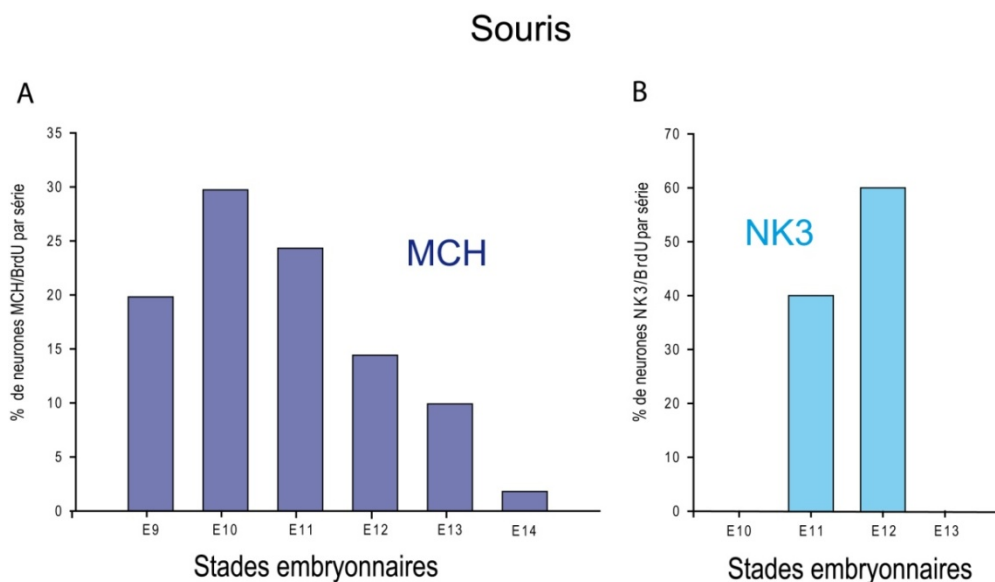 Souris
A
% de neurones MCH/BrdU par série
35
30
25
20
15
10
5
0
MCH
E9 E10 E11 E12 E13 E14
Stades embryonnaires
B
% de neurones NK3/BrdU par série
70
60
50
40
30
20
10
0
NK3
E10 E11 E12 E13
Stades embryonnaires